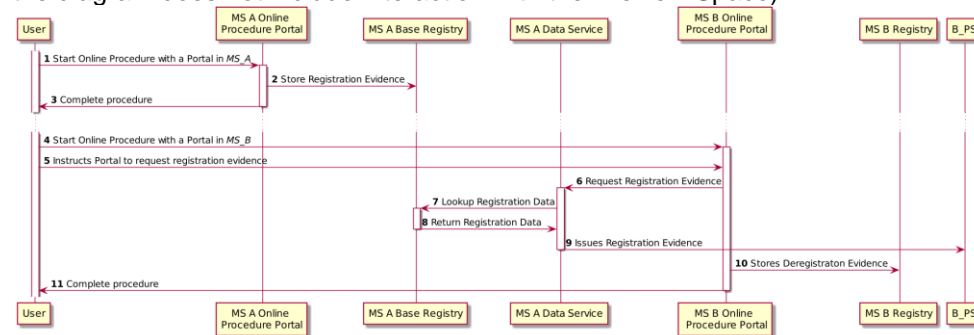 User
MS A Online
Procedure Portal
MS A Base Registry
MS A Data Service
MS B Online
Procedure Portal
MS B Registry
B_PS
1 Start Online Procedure with a Portal in MS_A
2 Store Registration Evidence
3 Complete procedure
4 Start Online Procedure with a Portal in MS_B
5 Instructs Portal to request registration evidence
6 Request Registration Evidence
7 Lookup Registration Data
8 Return Registration Data
9 Issues Registration Evidence
10 Stores Deregistraton Evidence
11 Complete procedure
User
MS A Online
Procedure Portal
MS A Base Registry
MS A Data Service
MS B Online
Procedure Portal
MS B Registry
B_PS